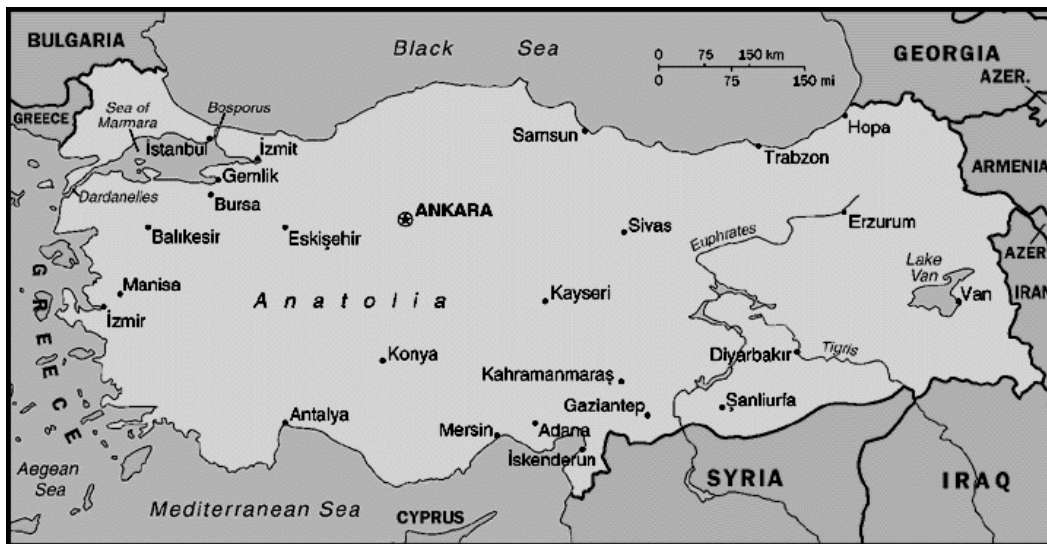 BULGARIA
Black Sea
0 75 150 km
0 75 150 mi
GEORGIA
AZER.
GREECE
Sea of
Marmara
Bosporus
İstanbul
İzmit
Samsun
Hopa
Trabzon
ARMENIA
Gemlik
Dardanelles
Bursa
ANKARA
Balıkesir
Eskişehir
Sivas
Euphrates
Erzurum
AZER.
Lake
Van
Van
IRAN
Manisa
Anatolia
Kayseri
İzmir
GREECE
Konya
Diyarbakır
Tigris
Kahramanmaraş
Gaziantep
Şanliurfa
Antalya
Mersin
Adana
İskenderun
Aegean
Sea
SYRIA
IRAQ
Mediterranean Sea
CYPRUS